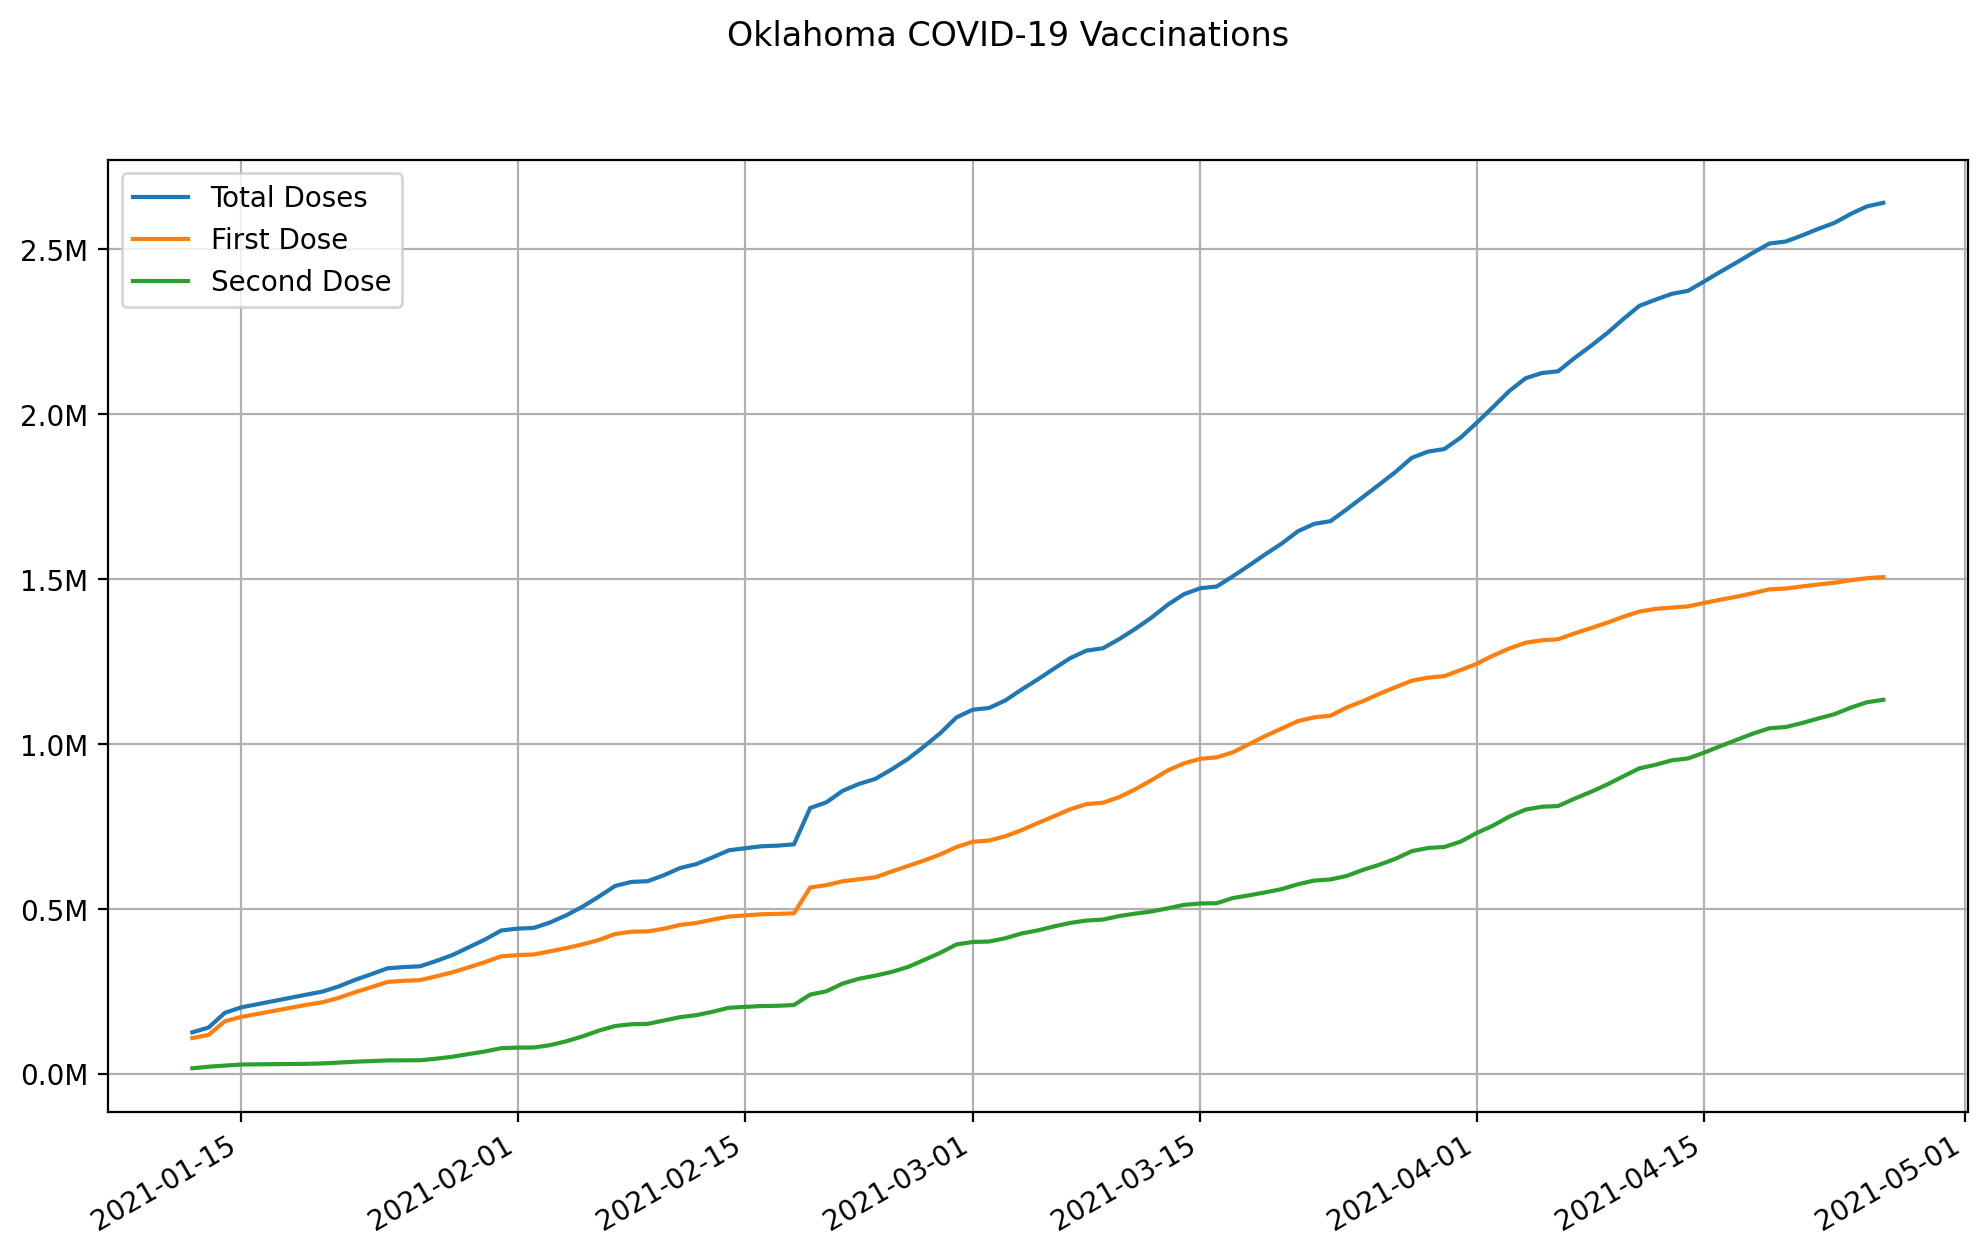 Oklahoma COVID-19 Vaccinations
Total Doses
First Dose
Second Dose
2.5M
2.0M
1.5M
1.0M
0.5M
0.0M
2021-01-15
2021-02-01
2021-02-15
2021-03-01
2021-03-15
2021-04-01
2021-04-15
2021-05-01